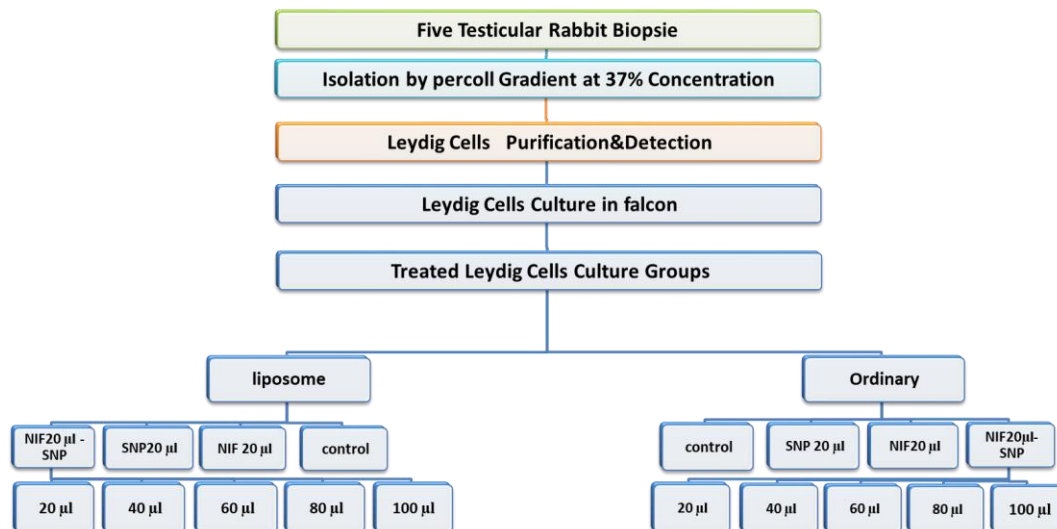 Five Testicular Rabbit Biopsie
Isolation by percoll Gradient at 37% Concentration
Leydig Cells Purification&Detection
Leydig Cells Culture in falcon
Treated Leydig Cells Culture Groups
liposome
Ordinary
NIF20 µl -
SNP
SNP20 µl
NIF 20 µl
control
control
SNP 20 µl
NIF20 µl
NIF20µl-
SNP
20 µl
40 µl
60 µl
80 µl
100 µl
20 µl
40 µl
60 µl
80 µl
100 µl